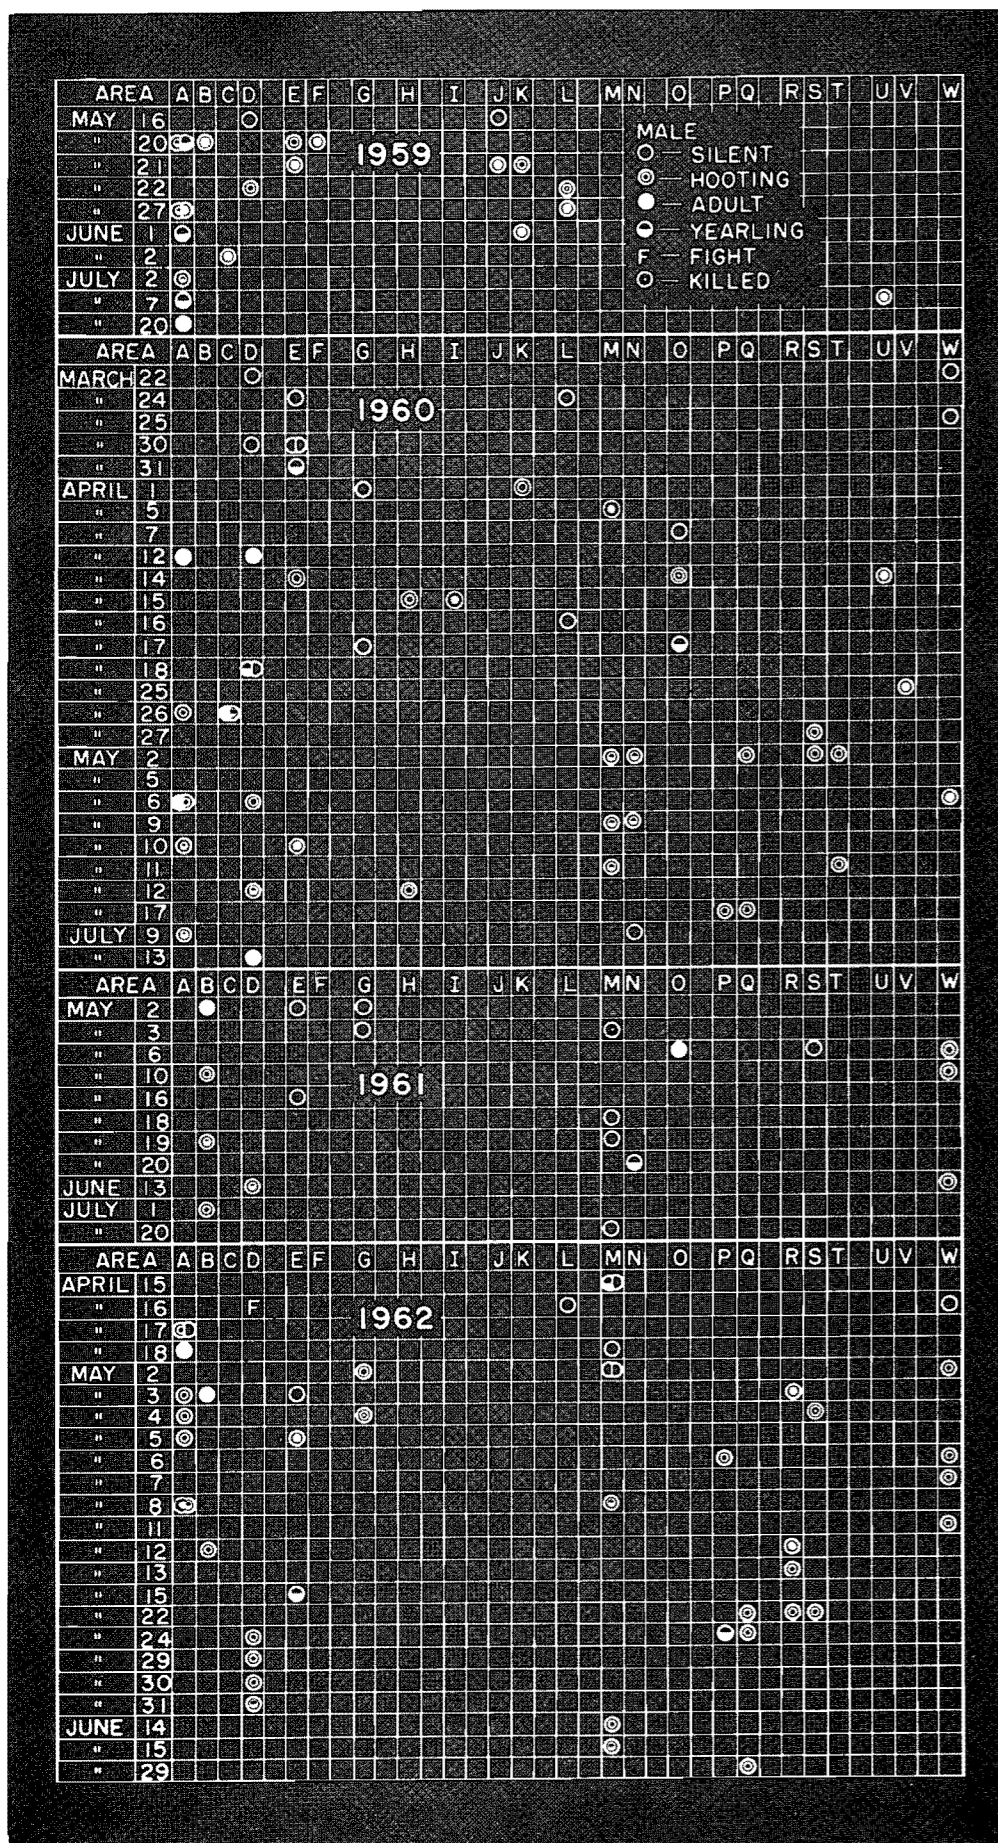 AREA A B C D E F G H I J K L M N O P Q R S T U V W
MAY 16
" 20
" 21
" 22
" 27
JUNE 1
" 2
JULY 2
" 7
" 20
1959
MALE
SILENT
HOOTING
ADULT
YEARLING
F — FIGHT
KILLED
AREA A B C D E F G H I J K L M N O P Q R S T U V W
MARCH 22
" 24
" 25
" 30
" 31
APRIL 1
" 5
" 7
" 12
" 14
" 15
" 16
" 17
" 18
" 25
" 26
" 27
MAY 2
" 5
" 6
" 9
" 10
" 11
" 12
" 17
JULY 9
" 13
1960
AREA A B C D E F G H I J K L M N O P Q R S T U V W
MAY 2
" 3
" 6
" 10
" 16
" 18
" 19
" 20
JUNE 13
JULY 1
" 20
1961
AREA A B C D E F G H I J K L M N O P Q R S T U V W
APRIL 15
" 16 F
" 17
" 18
MAY 2
" 3
" 4
" 5
" 6
" 7
" 8
" 11
" 12
" 13
" 15
" 22
" 24
" 29
" 30
" 31
JUNE 14
" 15
" 29
1962